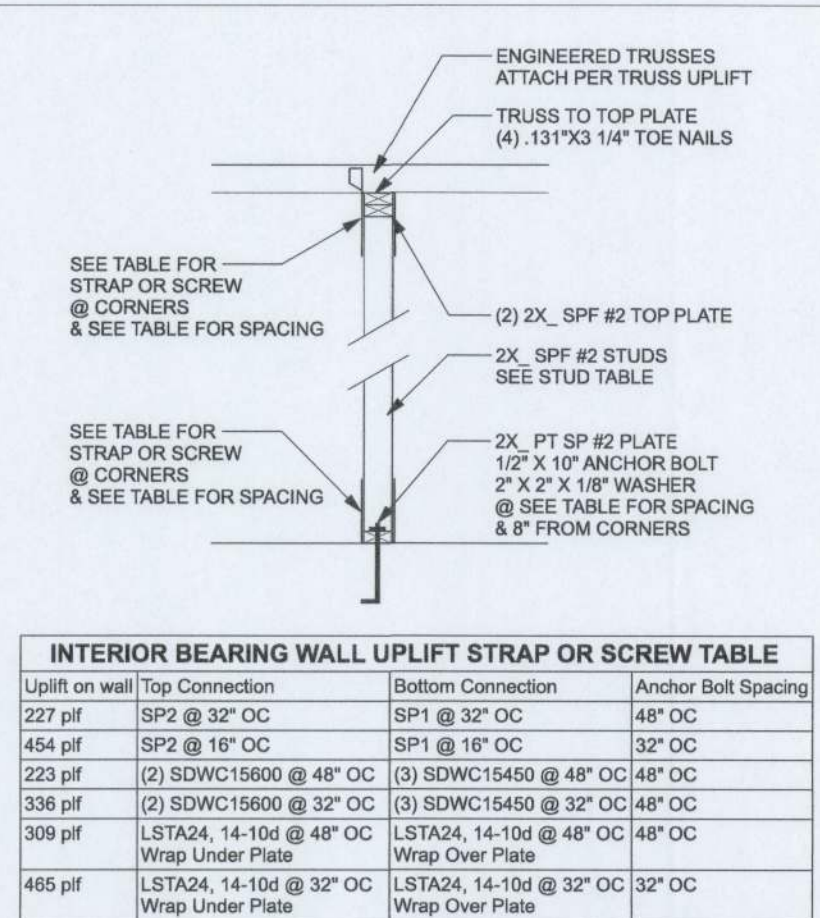 ENGINEERED TRUSSES
ATTACH PER TRUSS UPLIFT
TRUSS TO TOP PLATE
(4) .131"X3 1/4" TOE NAILS
SEE TABLE FOR
STRAP OR SCREW
@ CORNERS
& SEE TABLE FOR SPACING
(2) 2X_ SPF #2 TOP PLATE
2X_ SPF #2 STUDS
SEE STUD TABLE
SEE TABLE FOR
STRAP OR SCREW
@ CORNERS
& SEE TABLE FOR SPACING
2X_ PT SP #2 PLATE
1/2" X 10" ANCHOR BOLT
2" X 2" X 1/8" WASHER
@ SEE TABLE FOR SPACING
& 8" FROM CORNERS
INTERIOR BEARING WALL UPLIFT STRAP OR SCREW TABLE
Uplift on wall Top Connection Bottom Connection Anchor Bolt Spacing
227 plf SP2 @ 32" OC SP1 @ 32" OC 48" OC
454 plf SP2 @ 16" OC SP1 @ 16" OC 32" OC
223 plf (2) SDWC15600 @ 48" OC (3) SDWC15450 @ 48" OC 48" OC
336 plf (2) SDWC15600 @ 32" OC (3) SDWC15450 @ 32" OC 48" OC
309 plf LSTA24, 14-10d @ 48" OC LSTA24, 14-10d @ 48" OC 48" OC
Wrap Under Plate Wrap Over Plate
465 plf LSTA24, 14-10d @ 32" OC LSTA24, 14-10d @ 32" OC 32" OC
Wrap Under Plate Wrap Over Plate